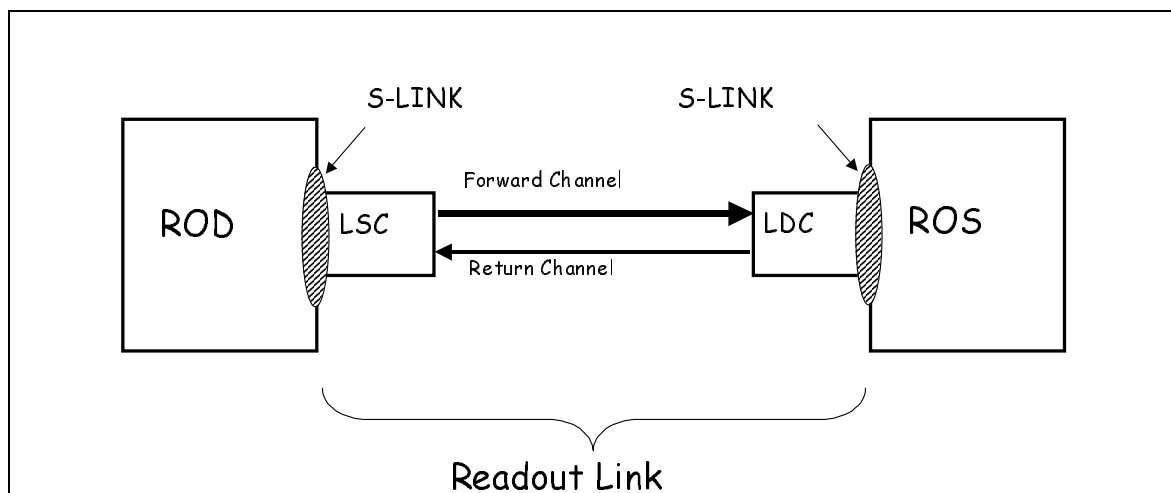 S-LINK
S-LINK
Forward Channel
ROD
LSC
LDC
ROS
Return Channel
Readout Link